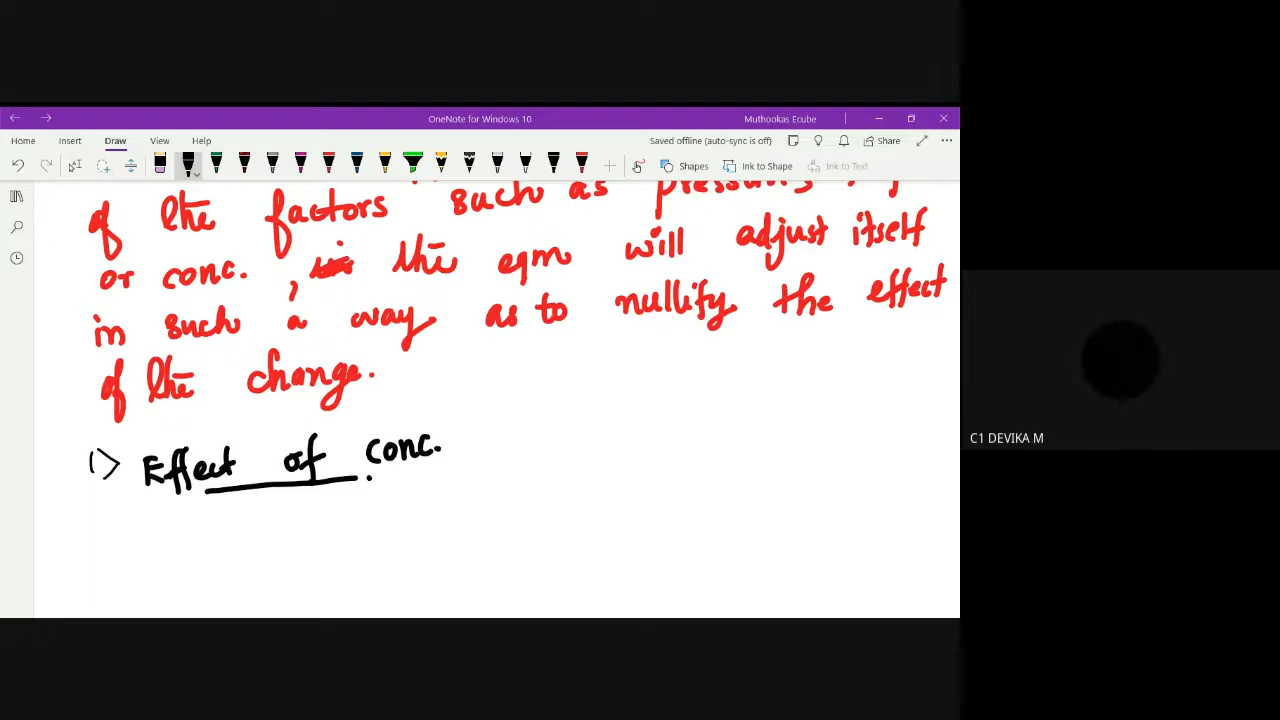 OneNote for Windows 10
Muthookas Ecube
Home Insert Draw View Help
Saved offline (auto-sync is off)
Share
Shapes
Ink to Shape
Ink to Text
of the factors such as pressure
or conc. , the eqm will adjust itself
in such a way as to nullify the effect
of the change.
1) Effect of conc.
C1 DEVIKA M